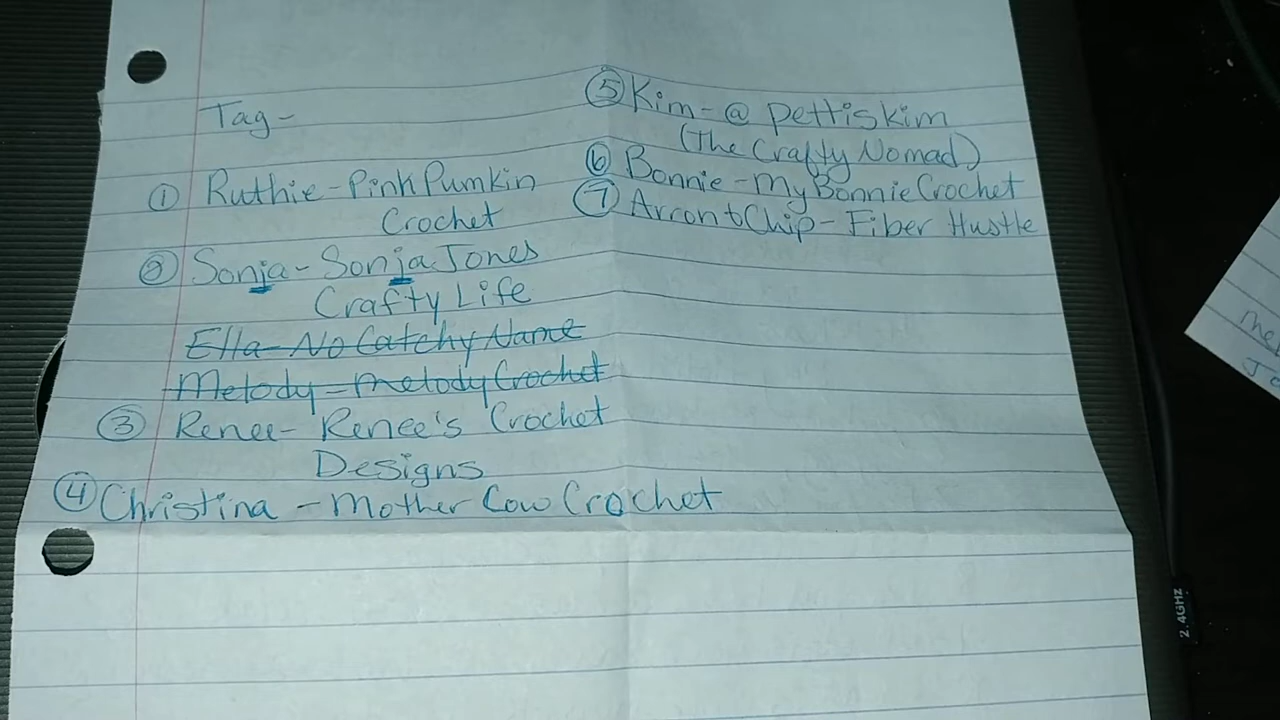 Tag-
① Ruthie-Pink Pumkin
Crochet
② Sonja-Sonja Jones
Crafty Life
Ella-No Catchy Name
Melody-Melody Crochet
③ Renee-Renee's Crochet
Designs
④ Christina-Mother Cow Crochet
⑤ Kim-@pettiskim
(The Crafty Nomad)
⑥ Bonnie-My Bonnie Crochet
⑦ Arron & Chip-Fiber Hustle
2.4GHZ